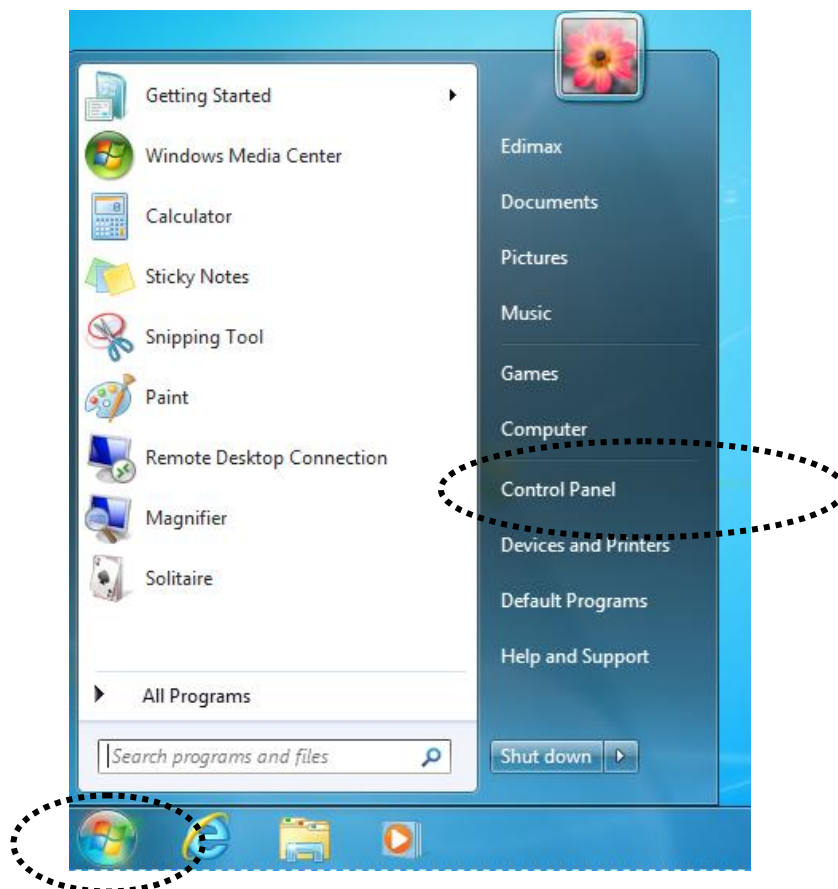 Getting Started
Windows Media Center
Calculator
Sticky Notes
Snipping Tool
Paint
Remote Desktop Connection
Magnifier
Solitaire
All Programs
Search programs and files
Edimax
Documents
Pictures
Music
Games
Computer
Control Panel
Devices and Printers
Default Programs
Help and Support
Shut down